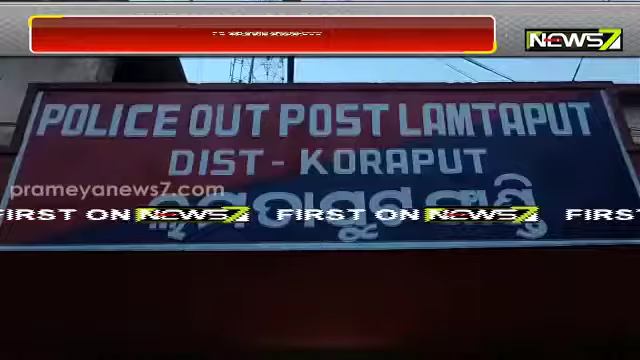 NEWS7
POLICE OUT POST LAMTAPUT
DIST - KORAPUT
prameyanews7.com
FIRST ON NEWS7 FIRST ON NEWS7 FIRST